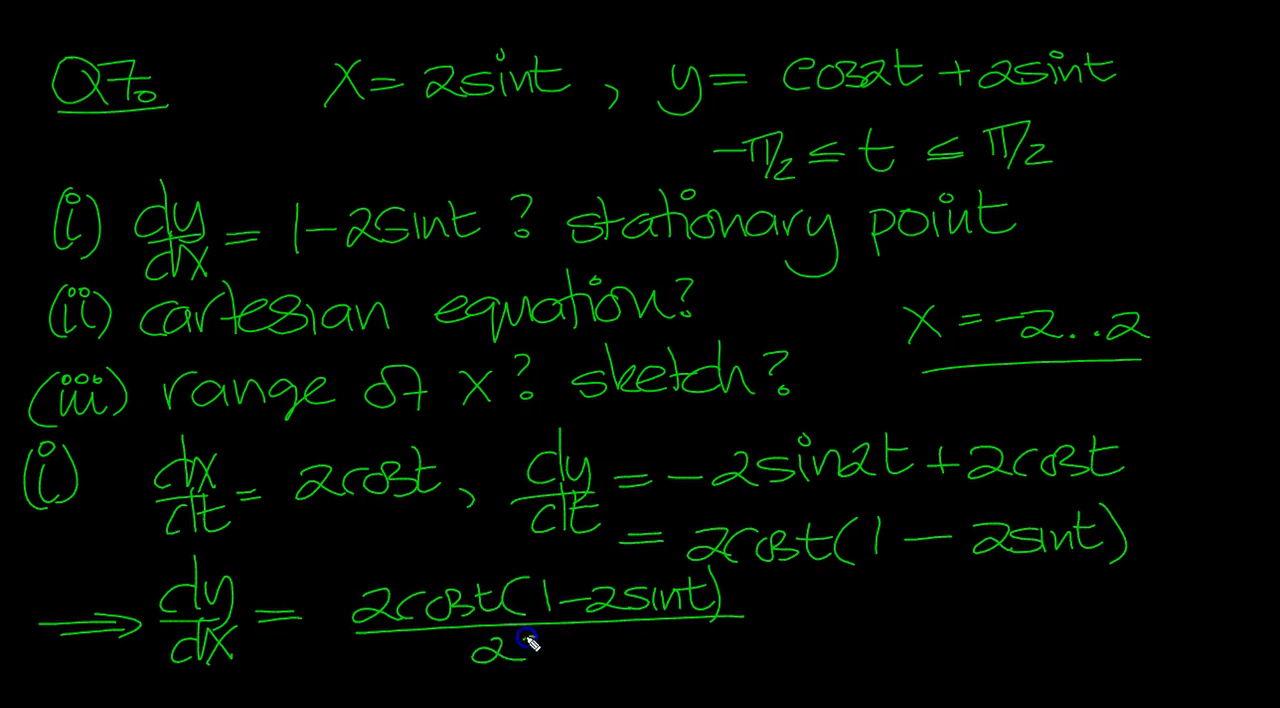 Q7. x = 2sint , y = cos2t + 2sint
-π/2 ≤ t ≤ π/2
(i) dy/dx = 1 - 2sint ? stationary point
(ii) cartesian equation?
x = -2..2
(iii) range of x? sketch?
(i) dx/dt = 2cost, dy/dt = -2sin2t + 2cost
= 2cost(1 - 2sint)
⟹ dy/dx = 2cost(1-2sint)/2